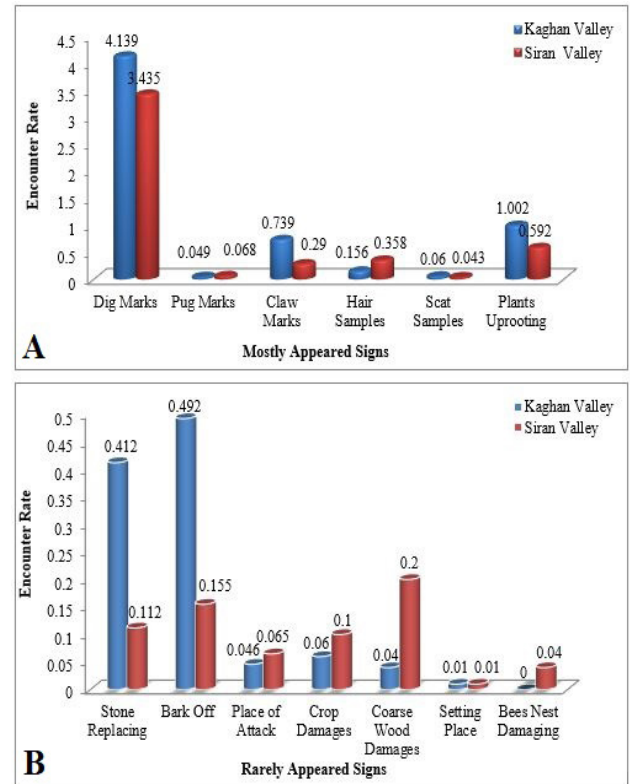 Kaghan Valley
Siran Valley
4.5
4
3.5
3
2.5
2
1.5
1
0.5
0
Encounter Rate
4.139
3.435
0.049
0.068
0.739
0.29
0.156
0.358
0.06
0.043
1.002
0.592
Dig Marks
Pug Marks
Claw
Marks
Hair
Samples
Scat
Samples
Plants
Uprooting
Mostly Appeared Signs
A
Kaghan Valley
Siran Valley
0.5
0.45
0.4
0.35
0.3
0.25
0.2
0.15
0.1
0.05
0
Encounter Rate
0.412
0.112
0.492
0.155
0.046
0.065
0.06
0.1
0.04
0.2
0.01
0.01
0
0.04
Stone
Replacing
Bark Off
Place of
Attack
Crop
Damages
Coarse
Wood
Damages
Setting
Place
Bees Nest
Damaging
Rarely Appeared Signs
B